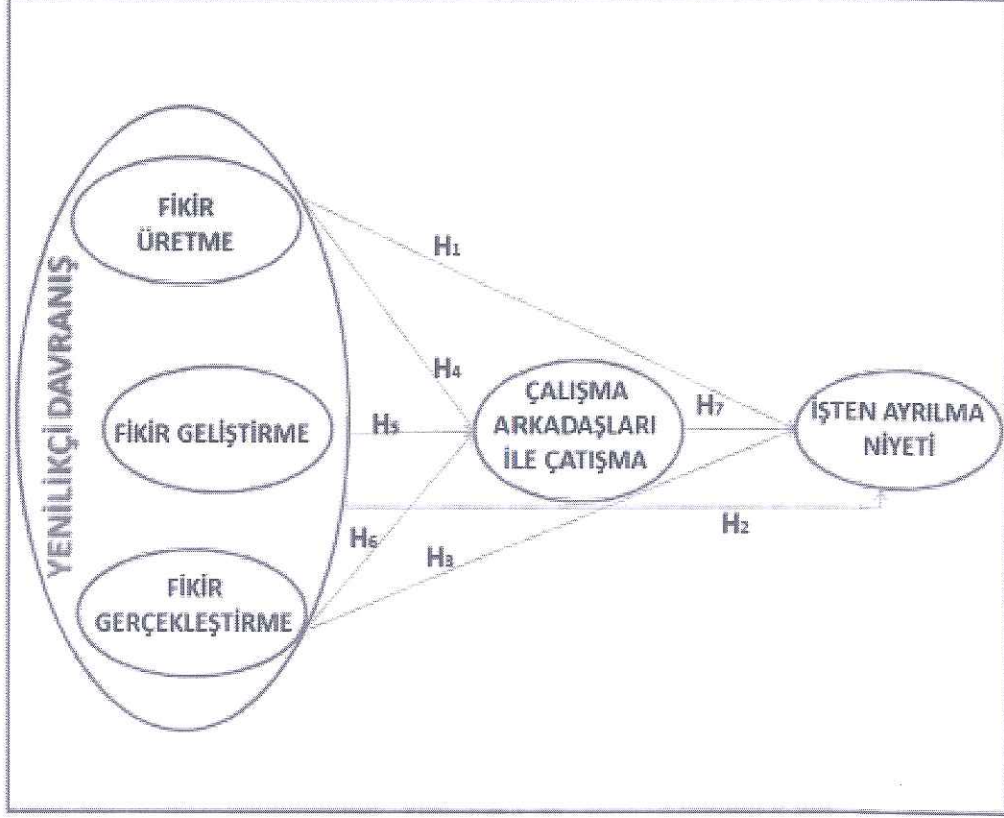 YENİLİKÇİ DAVRANIŞ
FİKİR
ÜRETME
FİKİR GELİŞTİRME
FİKİR
GERÇEKLEŞTİRME
H1
H4
H5
H6
H3
H2
H7
ÇALIŞMA
ARKADAŞLARI
İLE ÇATIŞMA
İŞTEN AYRILMA
NİYETİ